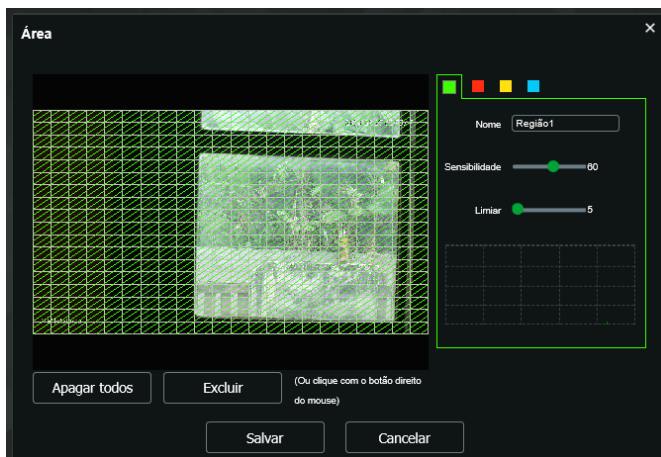 Área
×
Nome Região1
Sensibilidade 60
Limiar 5
Apagar todos
Excluir
(Ou clique com o botão direito
do mouse)
Salvar
Cancelar